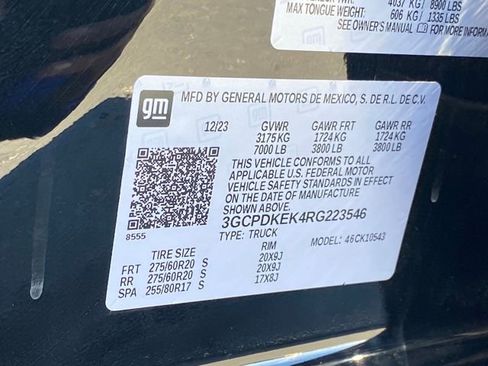 4037 KG / 8900 LBS
MAX TONGUE WEIGHT: 606 KG / 1335 LBS
SEE OWNER'S MANUAL FOR MORE
gm
MFD BY GENERAL MOTORS DE MEXICO, S. DE R.L. DE C.V.
12/23 GVWR GAWR FRT GAWR RR
3175 KG 1724 KG 1724 KG
7000 LB 3800 LB 3800 LB
THIS VEHICLE CONFORMS TO ALL
APPLICABLE U.S. FEDERAL MOTOR
VEHICLE SAFETY STANDARDS IN EFFECT
ON THE DATE OF MANUFACTURE
SHOWN ABOVE.
3GCPDKEK4RG223546
TYPE: TRUCK MODEL: 46CK10543
8555
TIRE SIZE RIM
FRT 275/60R20 S 20X9J
RR 275/60R20 S 20X9J
SPA 255/80R17 S 17X8J